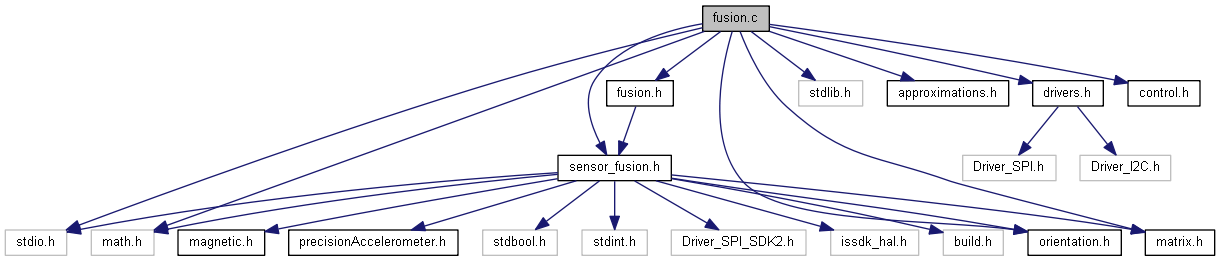 fusion.c
fusion.h
stdlib.h
approximations.h
drivers.h
control.h
sensor_fusion.h
Driver_SPI.h
Driver_I2C.h
stdio.h
math.h
magnetic.h
precisionAccelerometer.h
stdbool.h
stdint.h
Driver_SPI_SDK2.h
issdk_hal.h
build.h
orientation.h
matrix.h